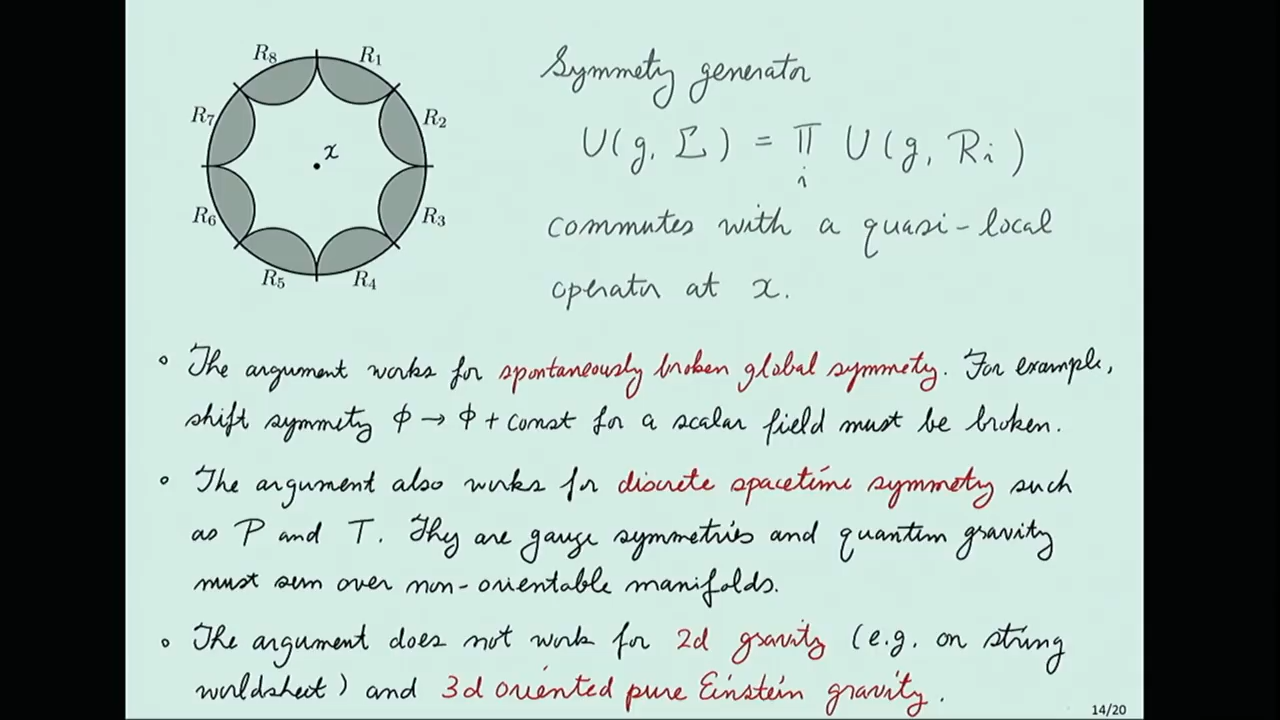 R8 R1
R7 R2
x
R6 R3
R5 R4
Symmety generator
U(g, Σ) = Π U(g, Ri)
i
commutes with a quasi-local
operator at x.
∘ The argument works for spontaneously broken global symmetry. For example,
shift symmetry ϕ → ϕ + const for a scalar field must be broken.
∘ The argument also works for discrete spacetime symmetry such
as P and T. They are gauge symmetries and quantum gravity
must sum over non-orientable manifolds.
∘ The argument does not work for 2d gravity (e.g. on string
worldsheet) and 3d oriented pure Einstein gravity.
14/20